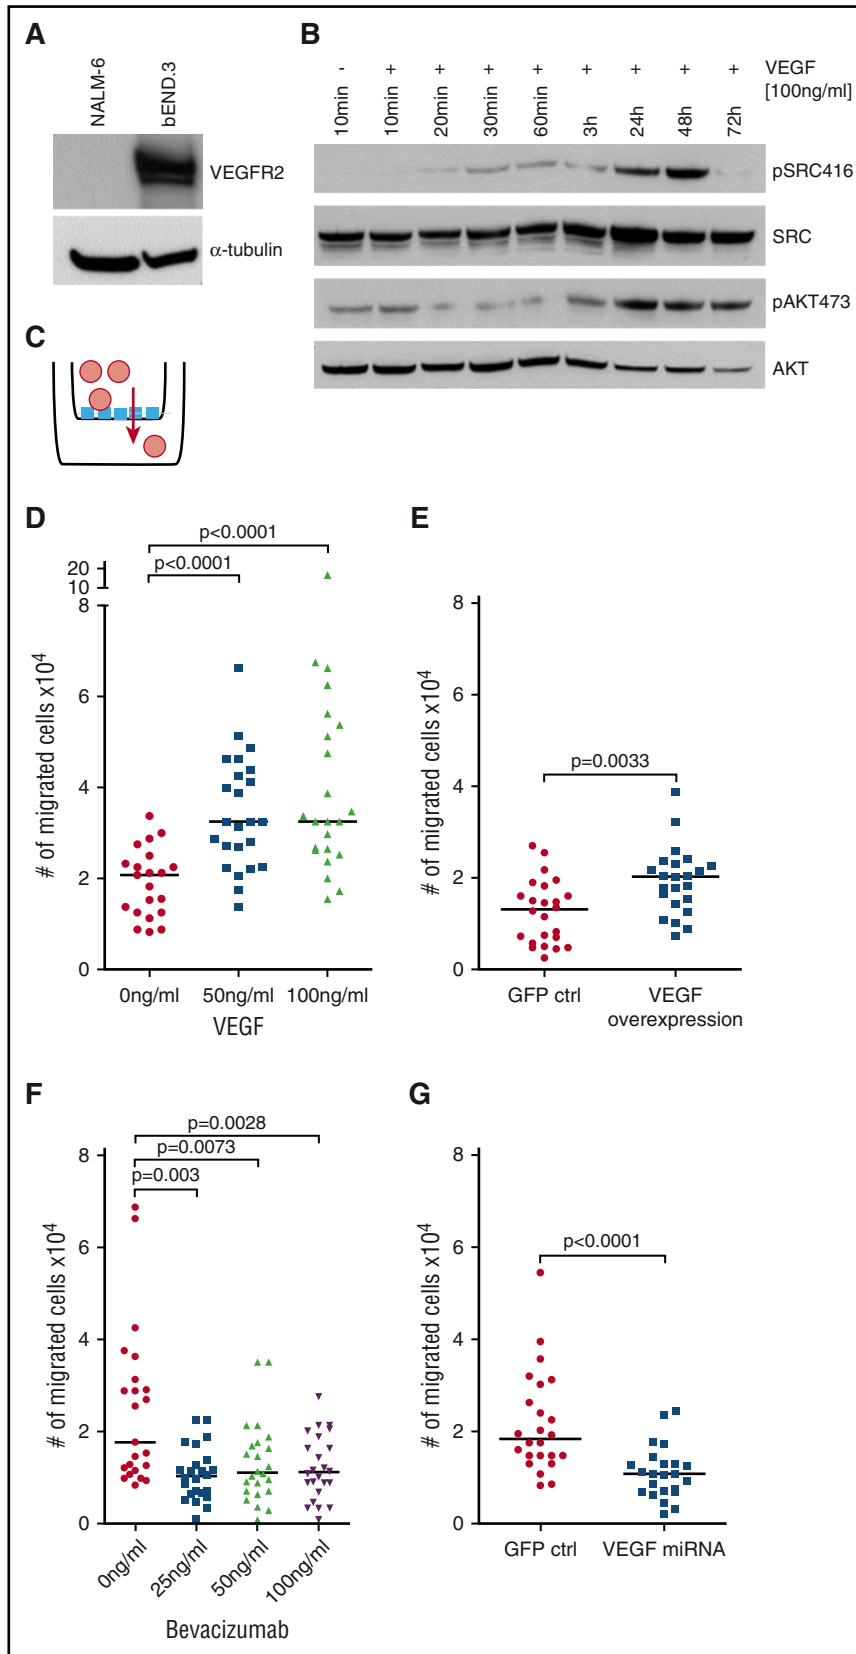 A
NALM-6
bEND.3
VEGFR2
α-tubulin
B
- + + + + + + + + VEGF
10min 10min 20min 30min 60min 3h 24h 48h 72h [100ng/ml]
pSRC416
SRC
pAKT473
AKT
C
D
p<0.0001
p<0.0001
20
10
8
6
4
2
0
# of migrated cells x10⁴
0ng/ml 50ng/ml 100ng/ml
VEGF
E
8
6
4
2
0
# of migrated cells x10⁴
p=0.0033
GFP ctrl VEGF
overexpression
F
p=0.0028
p=0.0073
p=0.003
8
6
4
2
0
# of migrated cells x10⁴
0ng/ml 25ng/ml 50ng/ml 100ng/ml
Bevacizumab
G
8
6
4
2
0
# of migrated cells x10⁴
p<0.0001
GFP ctrl VEGF miRNA